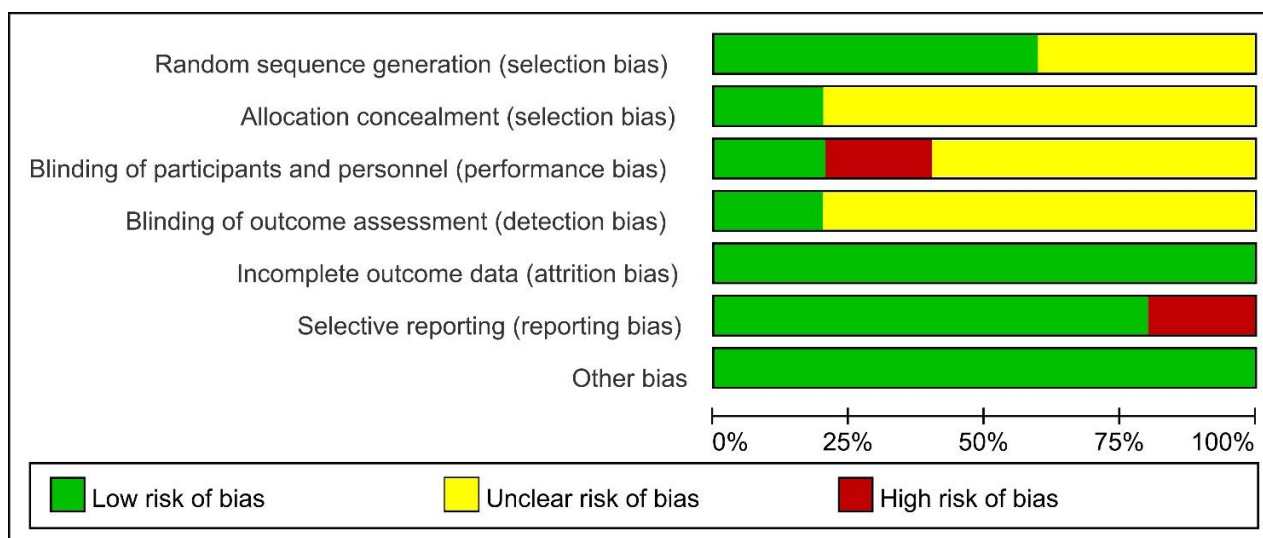 Random sequence generation (selection bias)
Allocation concealment (selection bias)
Blinding of participants and personnel (performance bias)
Blinding of outcome assessment (detection bias)
Incomplete outcome data (attrition bias)
Selective reporting (reporting bias)
Other bias
0% 25% 50% 75% 100%
Low risk of bias Unclear risk of bias High risk of bias